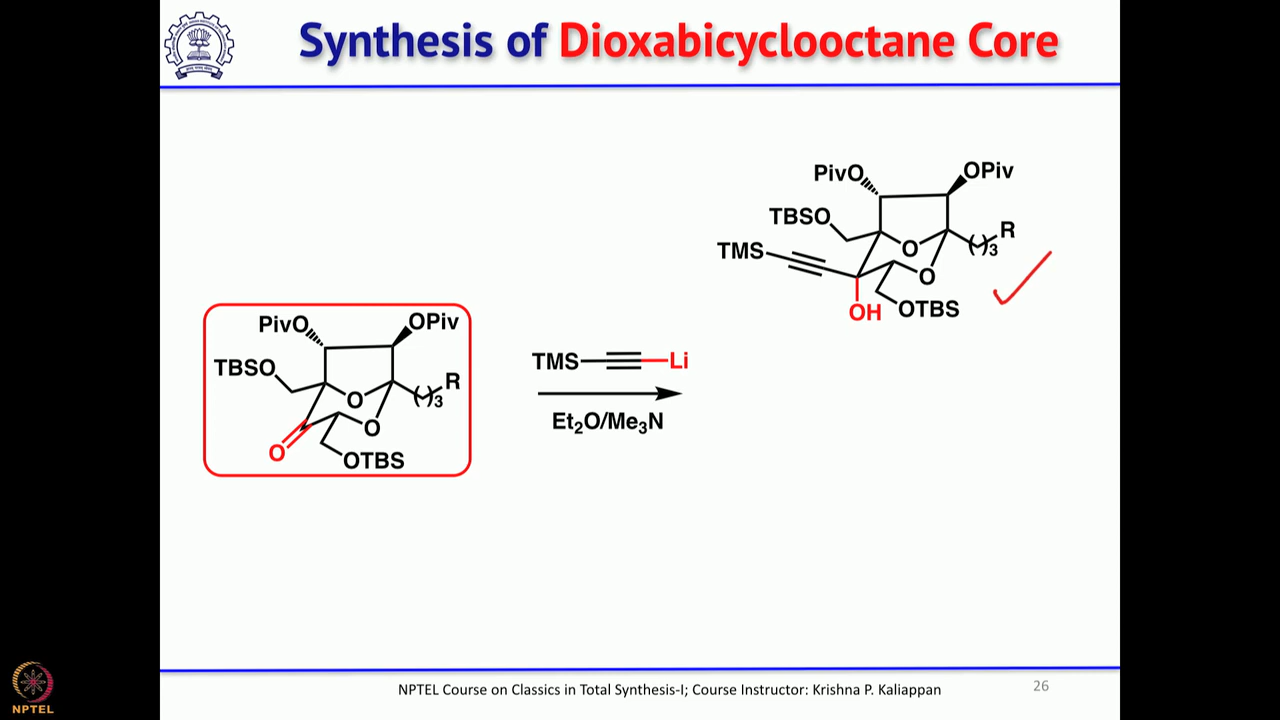 Synthesis of Dioxabicyclooctane Core
PivO
OPiv
TBSO
TMS
O
( )3 R
O
OH
OTBS
PivO
OPiv
TBSO
O
( )3 R
O
O
OTBS
TMS
Li
Et2O/Me3N
NPTEL Course on Classics in Total Synthesis-I; Course Instructor: Krishna P. Kaliappan
26
NPTEL